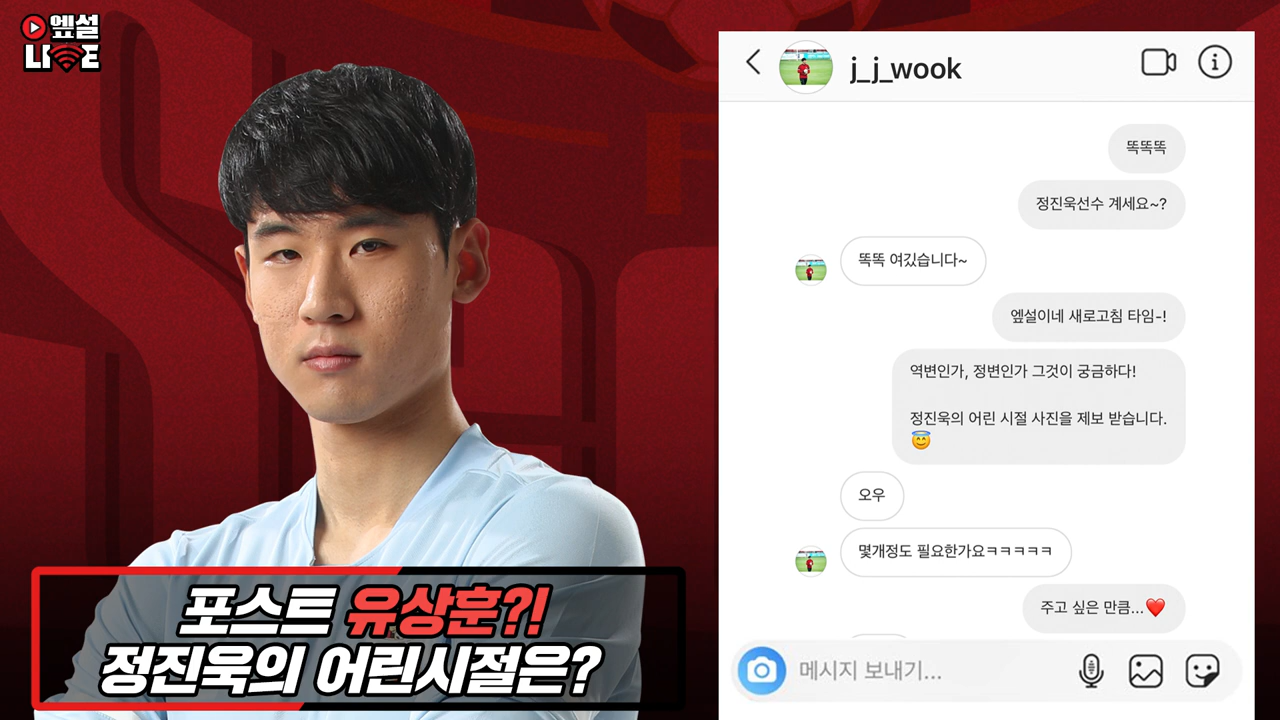 엪설
LIVE
포스트 유상훈?!
정진욱의 어린시절은?
j_j_wook
똑똑똑
정진욱선수 계세요~?
똑똑 여깄습니다~
엪설이네 새로고침 타임-!
역변인가, 정변인가 그것이 궁금하다!
정진욱의 어린 시절 사진을 제보 받습니다.
😇
오우
몇개정도 필요한가요ㅋㅋㅋㅋㅋ
주고 싶은 만큼...❤️
메시지 보내기...